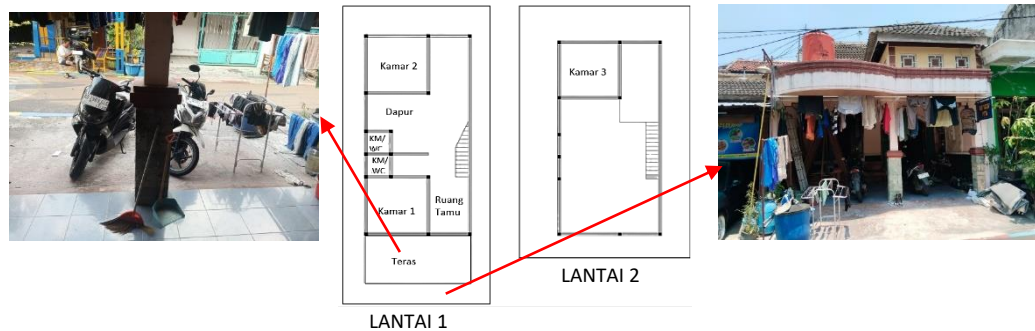 Kamar 2
Dapur
KM/
WC
KM/
WC
Kamar 1
Ruang
Tamu
Teras
LANTAI 1
Kamar 3
LANTAI 2